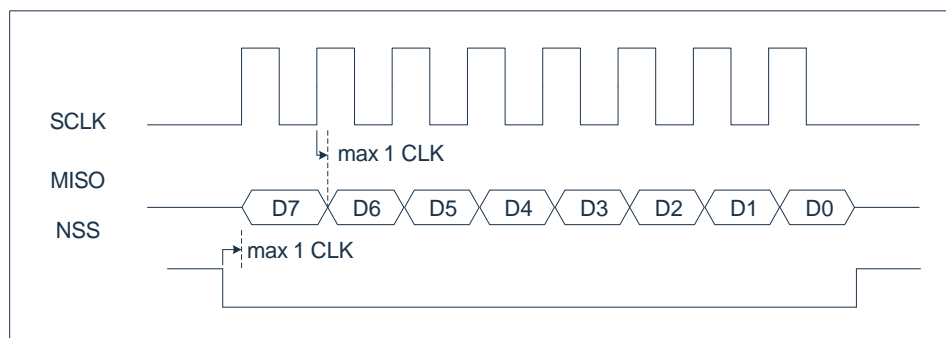 SCLK
max 1 CLK
MISO
D7 D6 D5 D4 D3 D2 D1 D0
NSS
max 1 CLK